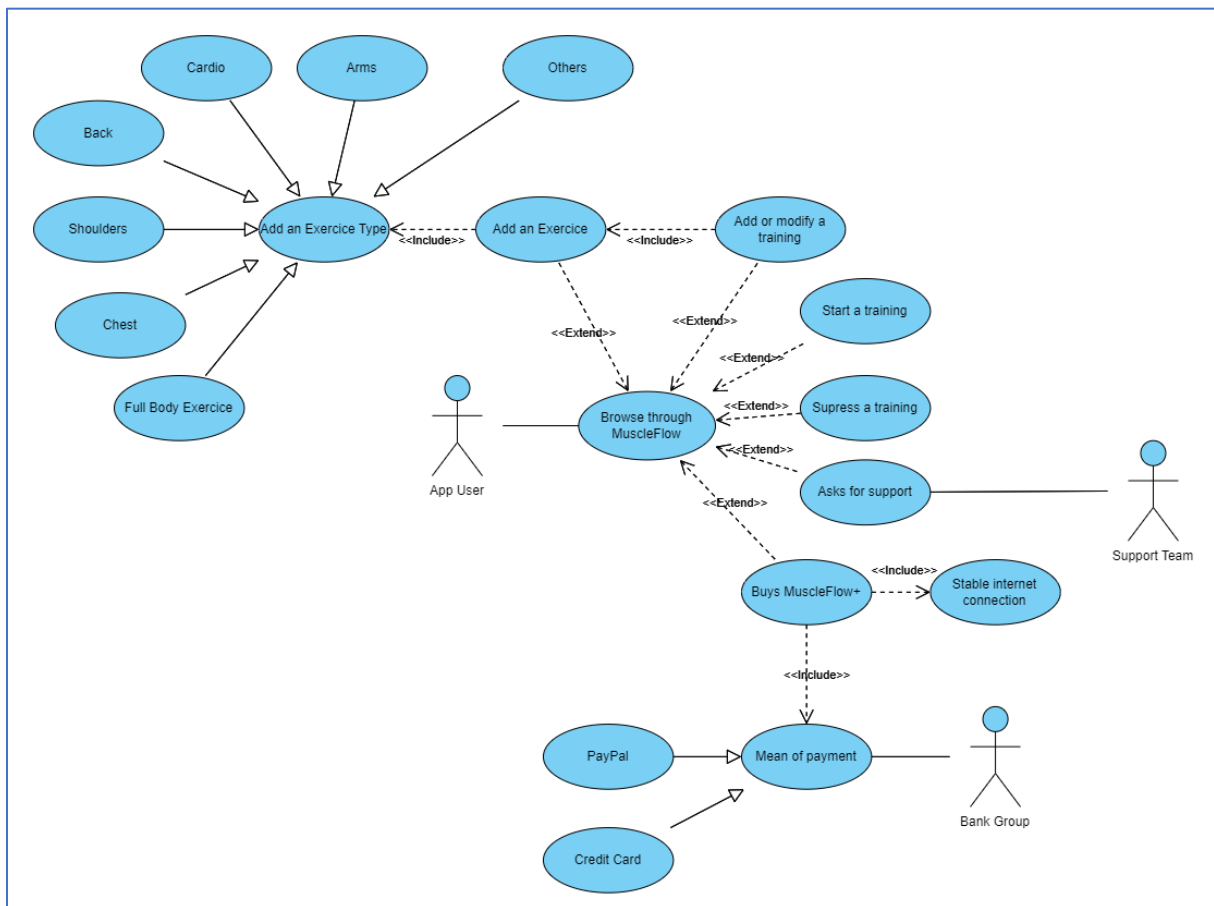 Cardio
Arms
Others
Back
Shoulders
Add an Exercice Type
<<Include>>
Add an Exercice
<<Include>>
Add or modify a
training
Chest
Start a training
<<Extend>>
<<Extend>>
<<Extend>>
Full Body Exercice
App User
Browse through
MuscleFlow
<<Extend>>
Supress a training
<<Extend>>
Asks for support
<<Extend>>
Support Team
Buys MuscleFlow+
<<Include>>
Stable internet
connection
<<Include>>
PayPal
Mean of payment
Bank Group
Credit Card